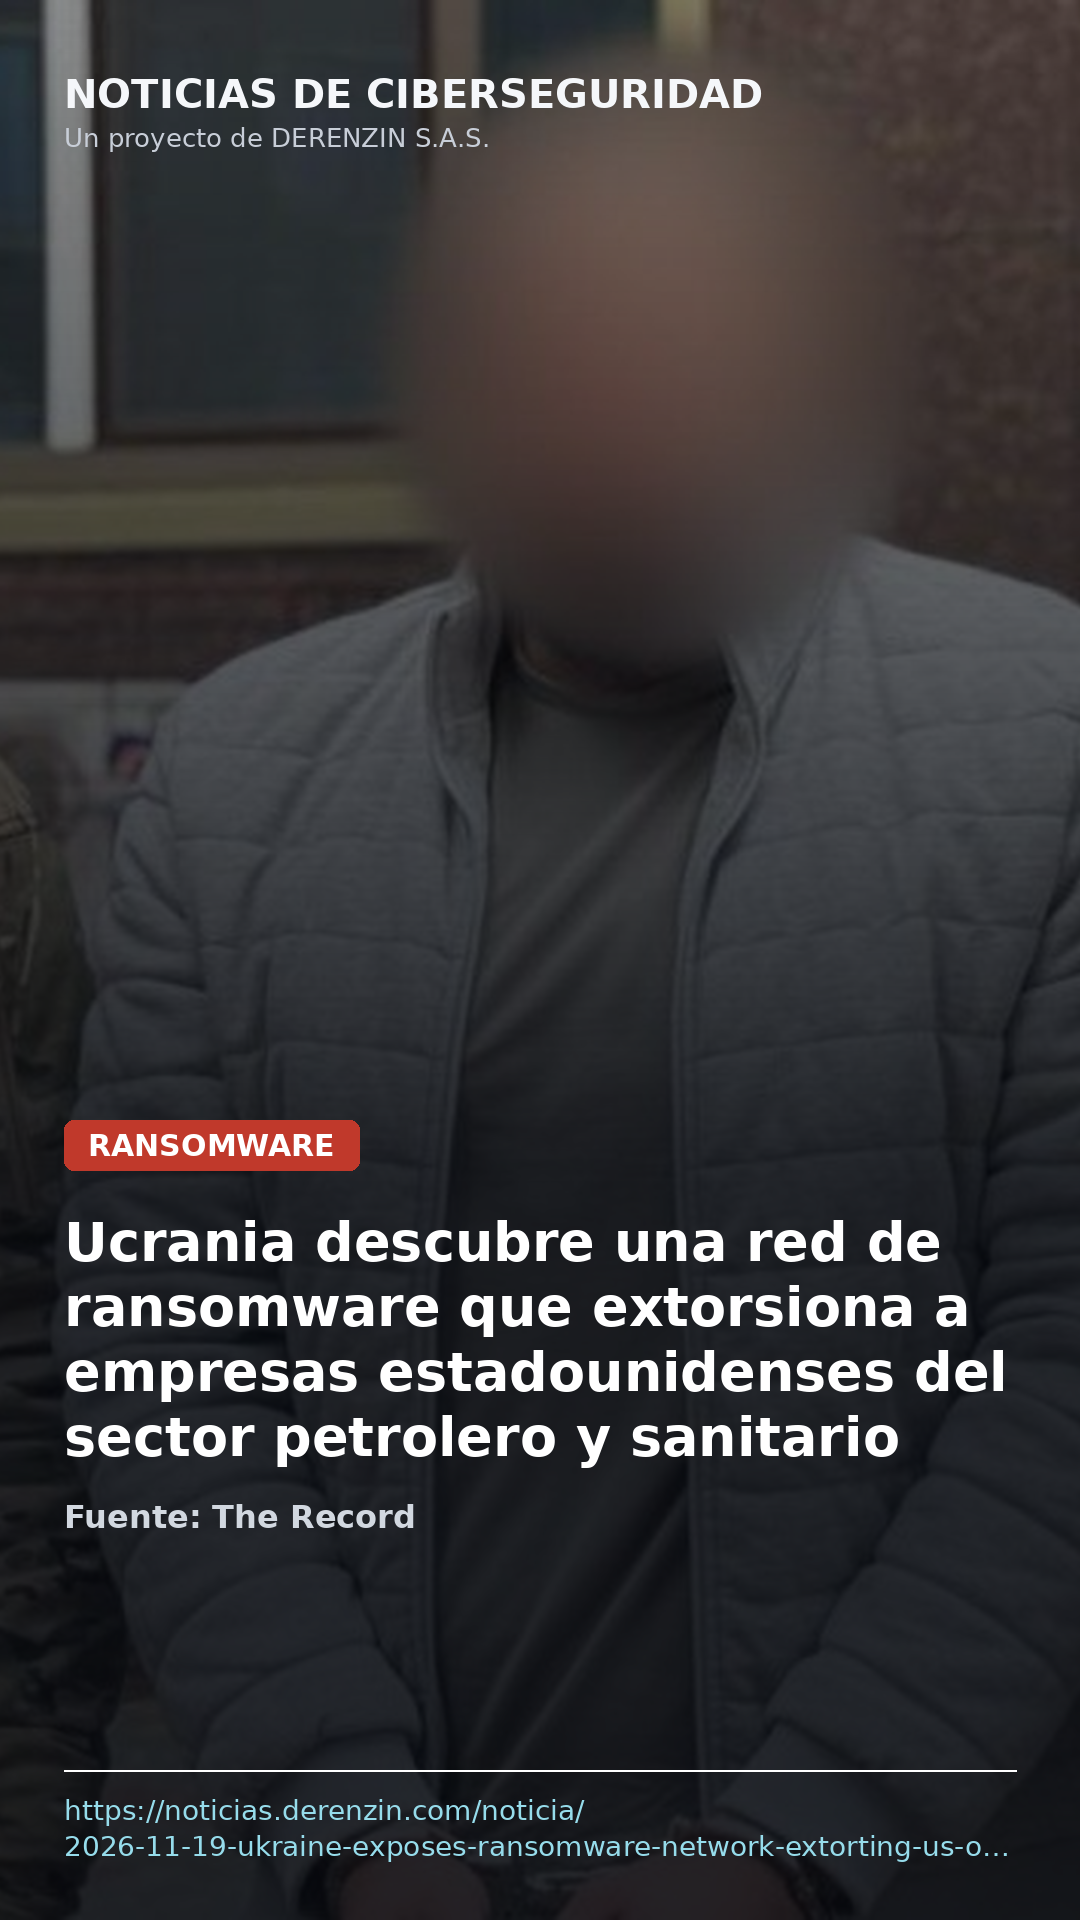 NOTICIAS DE CIBERSEGURIDAD
Un proyecto de DERENZIN S.A.S.
RANSOMWARE
Ucrania descubre una red de
ransomware que extorsiona a
empresas estadounidenses del
sector petrolero y sanitario
Fuente: The Record
https://noticias.derenzin.com/noticia/
2026-11-19-ukraine-exposes-ransomware-network-extorting-us-o…